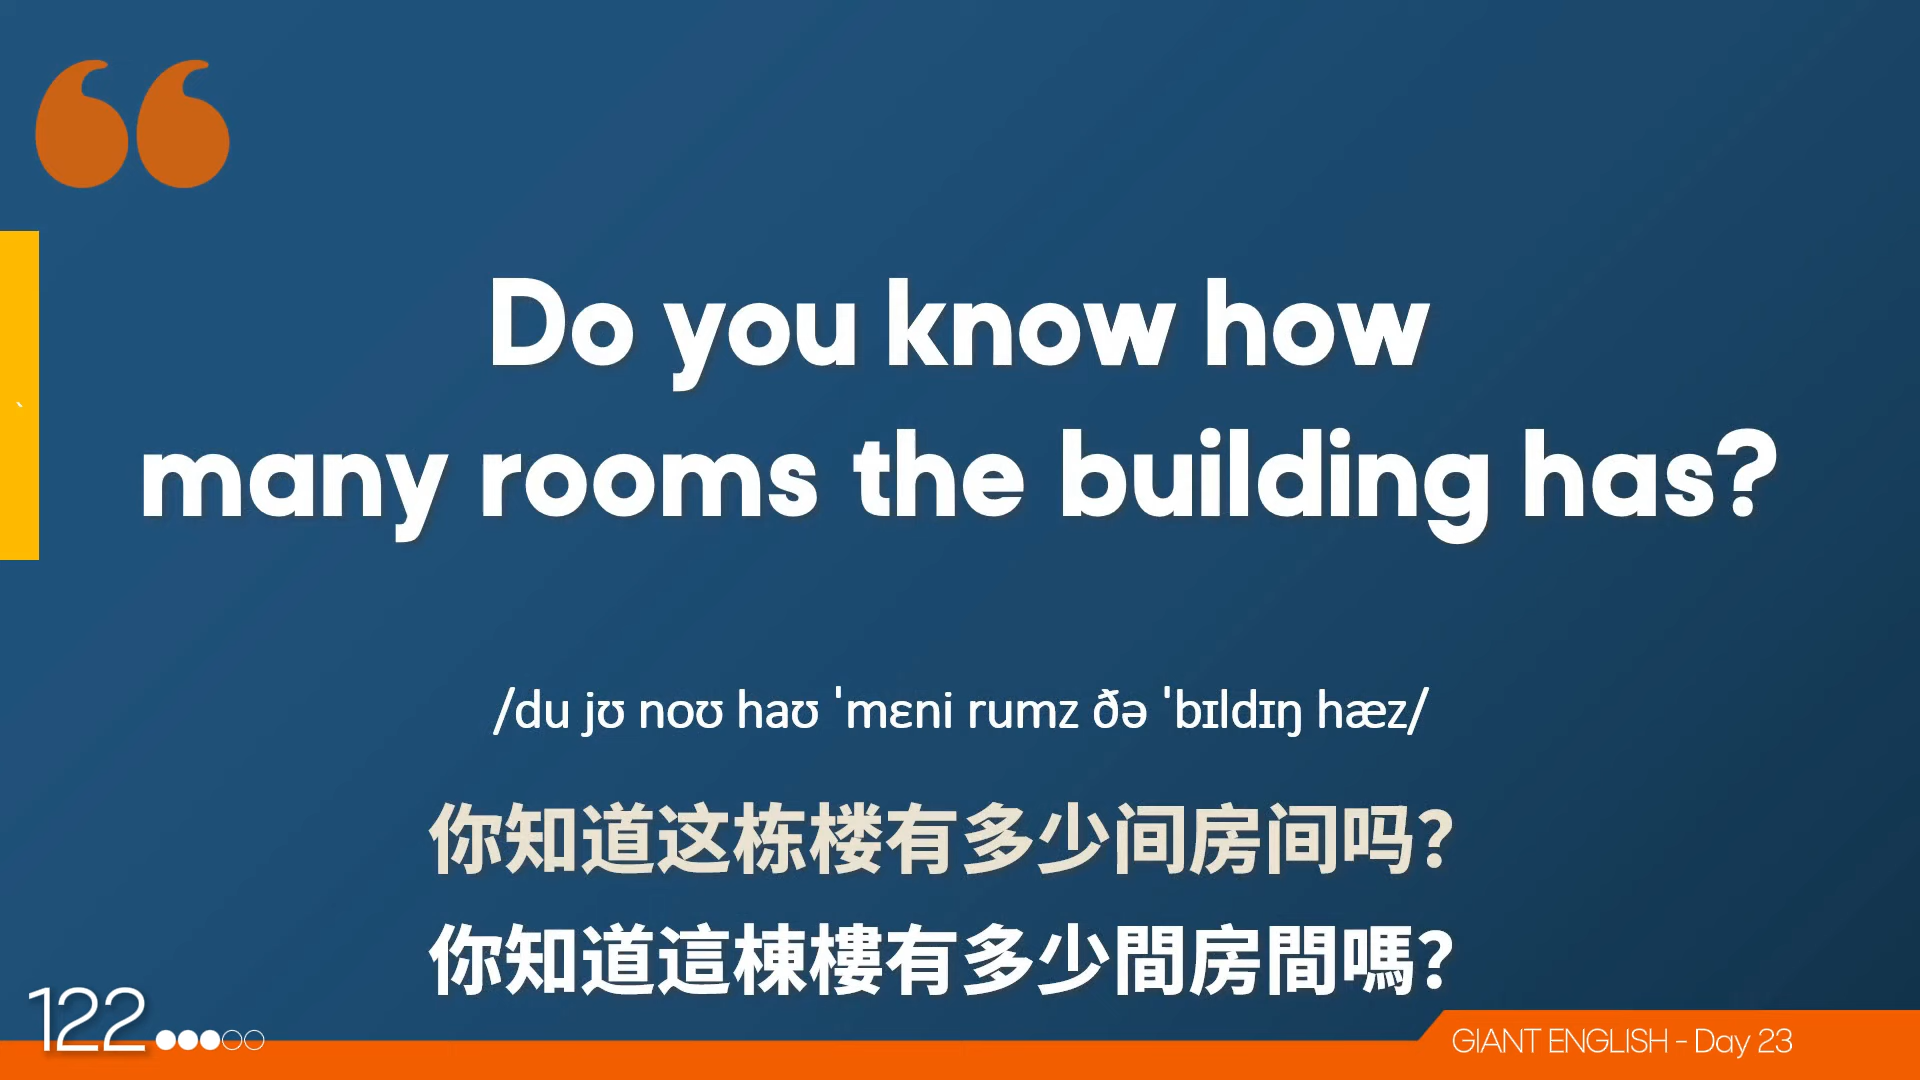 Do you know how
many rooms the building has?
/du jʊ noʊ haʊ ˈmɛni rumz ðə ˈbɪldɪŋ hæz/
你知道这栋楼有多少间房间吗?
你知道這棟樓有多少間房間嗎?
122
GIANT ENGLISH - Day 23